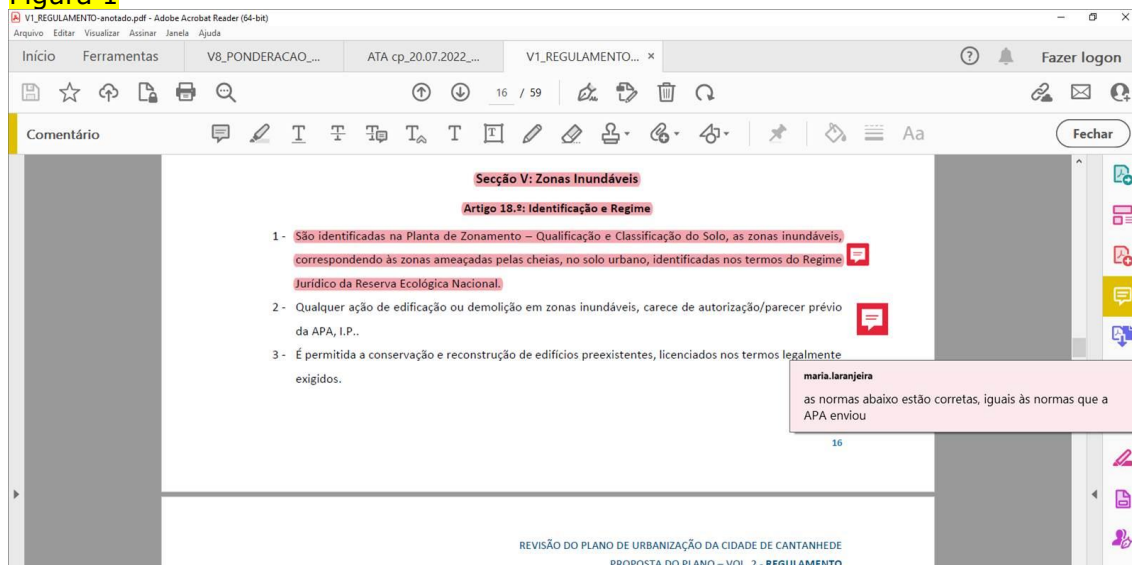 Figura 1
V1_REGULAMENTO-anotado.pdf - Adobe Acrobat Reader (64-bit)
Arquivo Editar Visualizar Assinar Janela Ajuda
Início Ferramentas V8_PONDERACAO_... ATA cp_20.07.2022_... V1_REGULAMENTO... × Fazer logon
16 / 59
Comentário Fechar
Secção V: Zonas Inundáveis
Artigo 18.º: Identificação e Regime
1 - São identificadas na Planta de Zonamento – Qualificação e Classificação do Solo, as zonas inundáveis,
correspondendo às zonas ameaçadas pelas cheias, no solo urbano, identificadas nos termos do Regime
Jurídico da Reserva Ecológica Nacional.
2 - Qualquer ação de edificação ou demolição em zonas inundáveis, carece de autorização/parecer prévio
da APA, I.P..
3 - É permitida a conservação e reconstrução de edifícios preexistentes, licenciados nos termos legalmente
exigidos.
maria.laranjeira
as normas abaixo estão corretas, iguais às normas que a
APA enviou
16
REVISÃO DO PLANO DE URBANIZAÇÃO DA CIDADE DE CANTANHEDE
PROPOSTA DO PLANO – VOL. 2 - REGULAMENTO